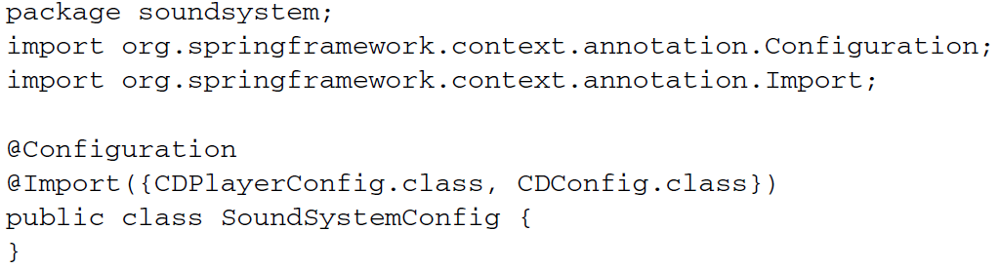 package soundsystem;
import org.springframework.context.annotation.Configuration;
import org.springframework.context.annotation.Import;
@Configuration
@Import({CDPlayerConfig.class, CDConfig.class})
public class SoundSystemConfig {
}